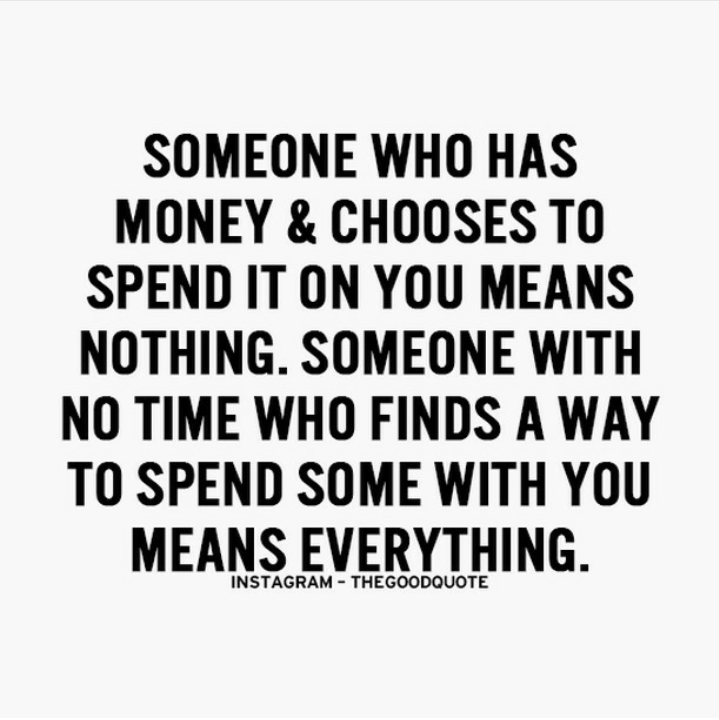 SOMEONE WHO HAS
MONEY & CHOOSES TO
SPEND IT ON YOU MEANS
NOTHING. SOMEONE WITH
NO TIME WHO FINDS A WAY
TO SPEND SOME WITH YOU
MEANS EVERYTHING.
INSTAGRAM - THEGOODQUOTE